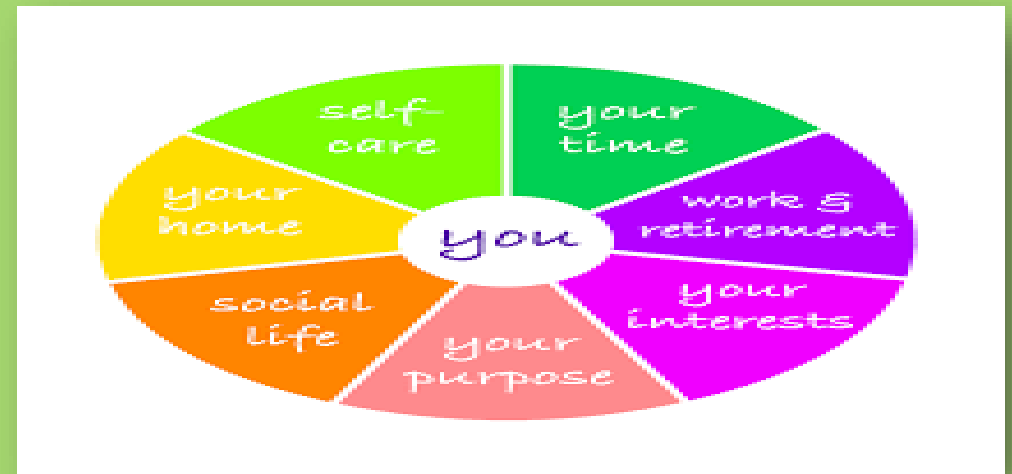 self-
care
your
time
work &
retirement
your
interests
your
purpose
social
life
your
home
you